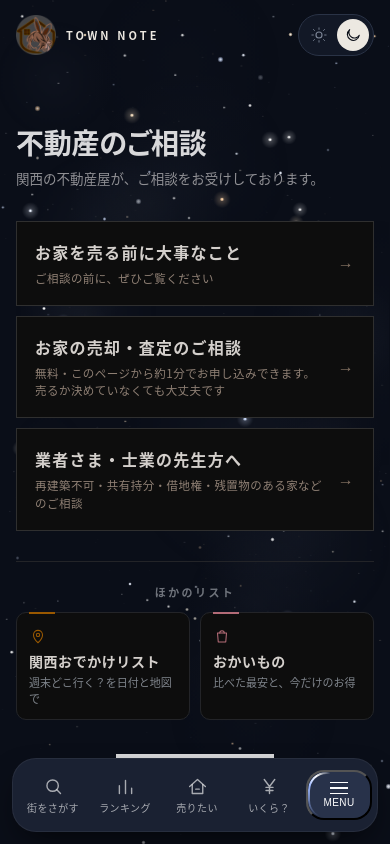 TOWN NOTE
不動産のご相談
関西の不動産屋が、ご相談をお受けしております。
お家を売る前に大事なこと
ご相談の前に、ぜひご覧ください
→
お家の売却・査定のご相談
無料・このページから約1分でお申し込みできます。
売るか決めていなくても大丈夫です
→
業者さま・士業の先生方へ
再建築不可・共有持分・借地権・残置物のある家など
のご相談
→
ほかのリスト
関西おでかけリスト
週末どこ行く？を日付と地図
で
おかいもの
比べた最安と、今だけのお得
街をさがす
ランキング
売りたい
いくら？
MENU